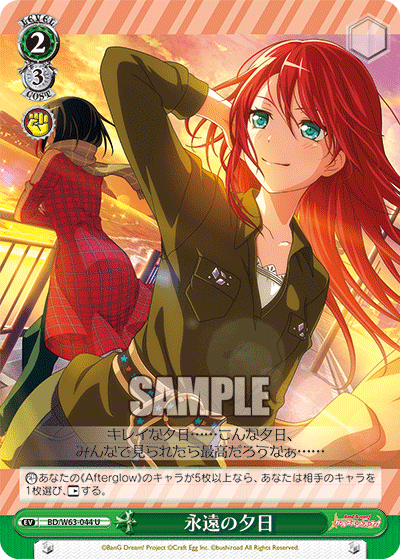 LEVEL
2
3
COST
SAMPLE
キレイな夕日……こんな夕日、
みんなで見られたら最高だろうなぁ……
あなたの《Afterglow》のキャラが5枚以上なら、あなたは相手のキャラを
1枚選び、
EV BD/W63-044 U 永遠の夕日
©BanG Dream! Project ©Craft Egg Inc. ©bushiroad All Rights Reserved.